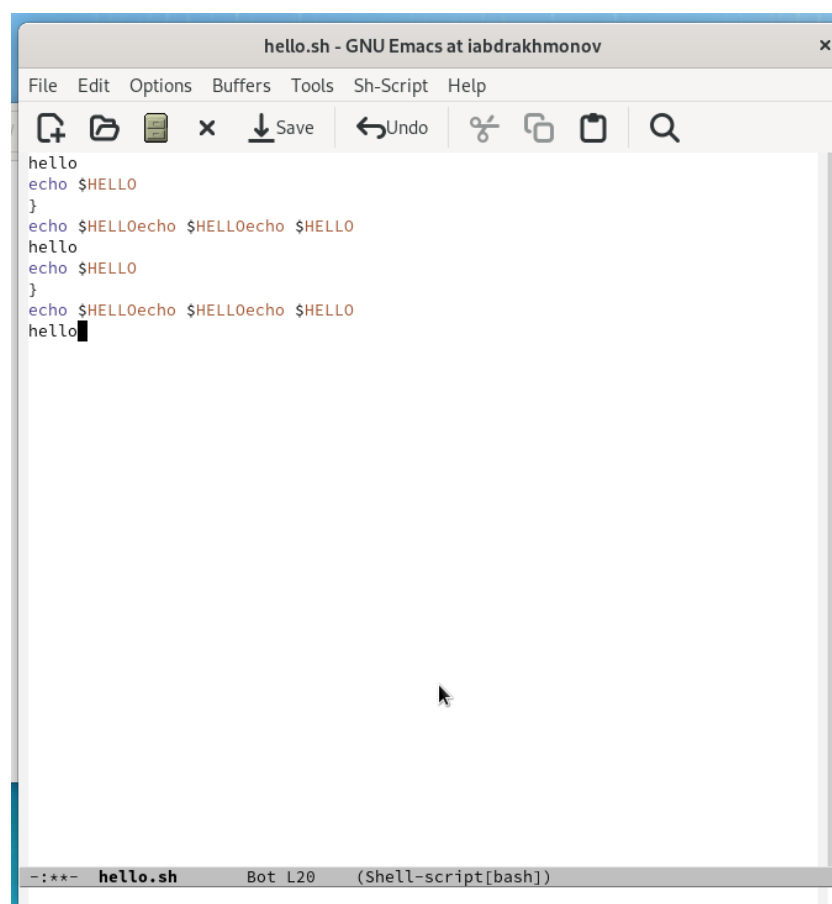 hello.sh - GNU Emacs at iabdrakhmonov
File Edit Options Buffers Tools Sh-Script Help
Save Undo
hello
echo $HELLO
}
echo $HELLOecho $HELLOecho $HELLO
hello
echo $HELLO
}
echo $HELLOecho $HELLOecho $HELLO
hello
-:**- hello.sh Bot L20 (Shell-script[bash])